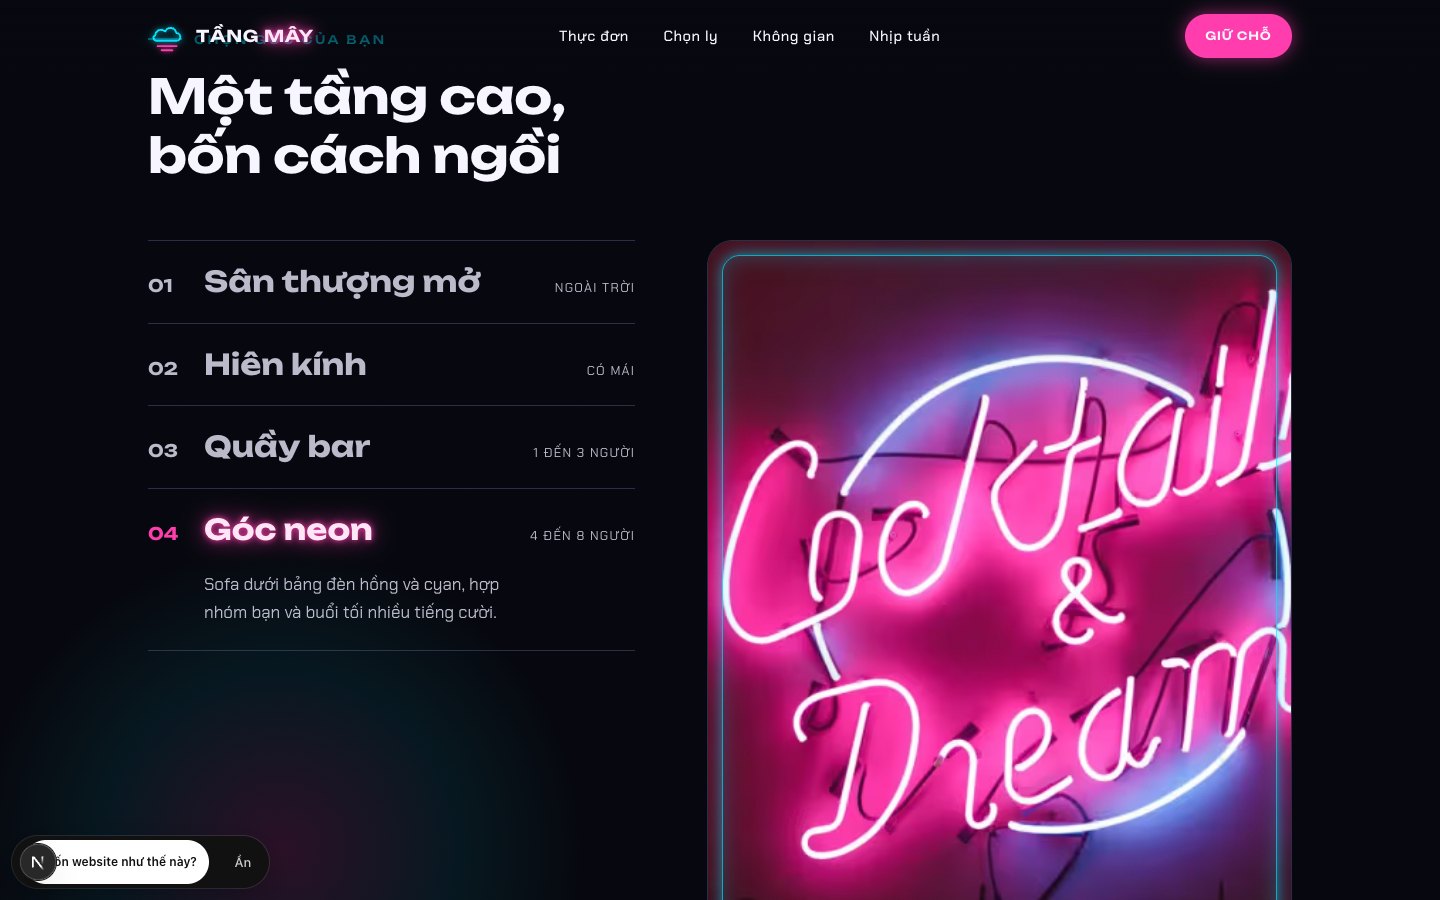 TẦNG MÂY
Thực đơn
Chọn ly
Không gian
Nhịp tuần
GIỮ CHỖ
CỦA BẠN
Một tầng cao,
bốn cách ngồi
01 Sân thượng mở NGOÀI TRỜI
02 Hiên kính CÓ MÁI
03 Quầy bar 1 ĐẾN 3 NGƯỜI
04 Góc neon 4 ĐẾN 8 NGƯỜI
Sofa dưới bảng đèn hồng và cyan, hợp
nhóm bạn và buổi tối nhiều tiếng cười.
Cocktail
&
Dream
N
website như thế này?
Ẩn